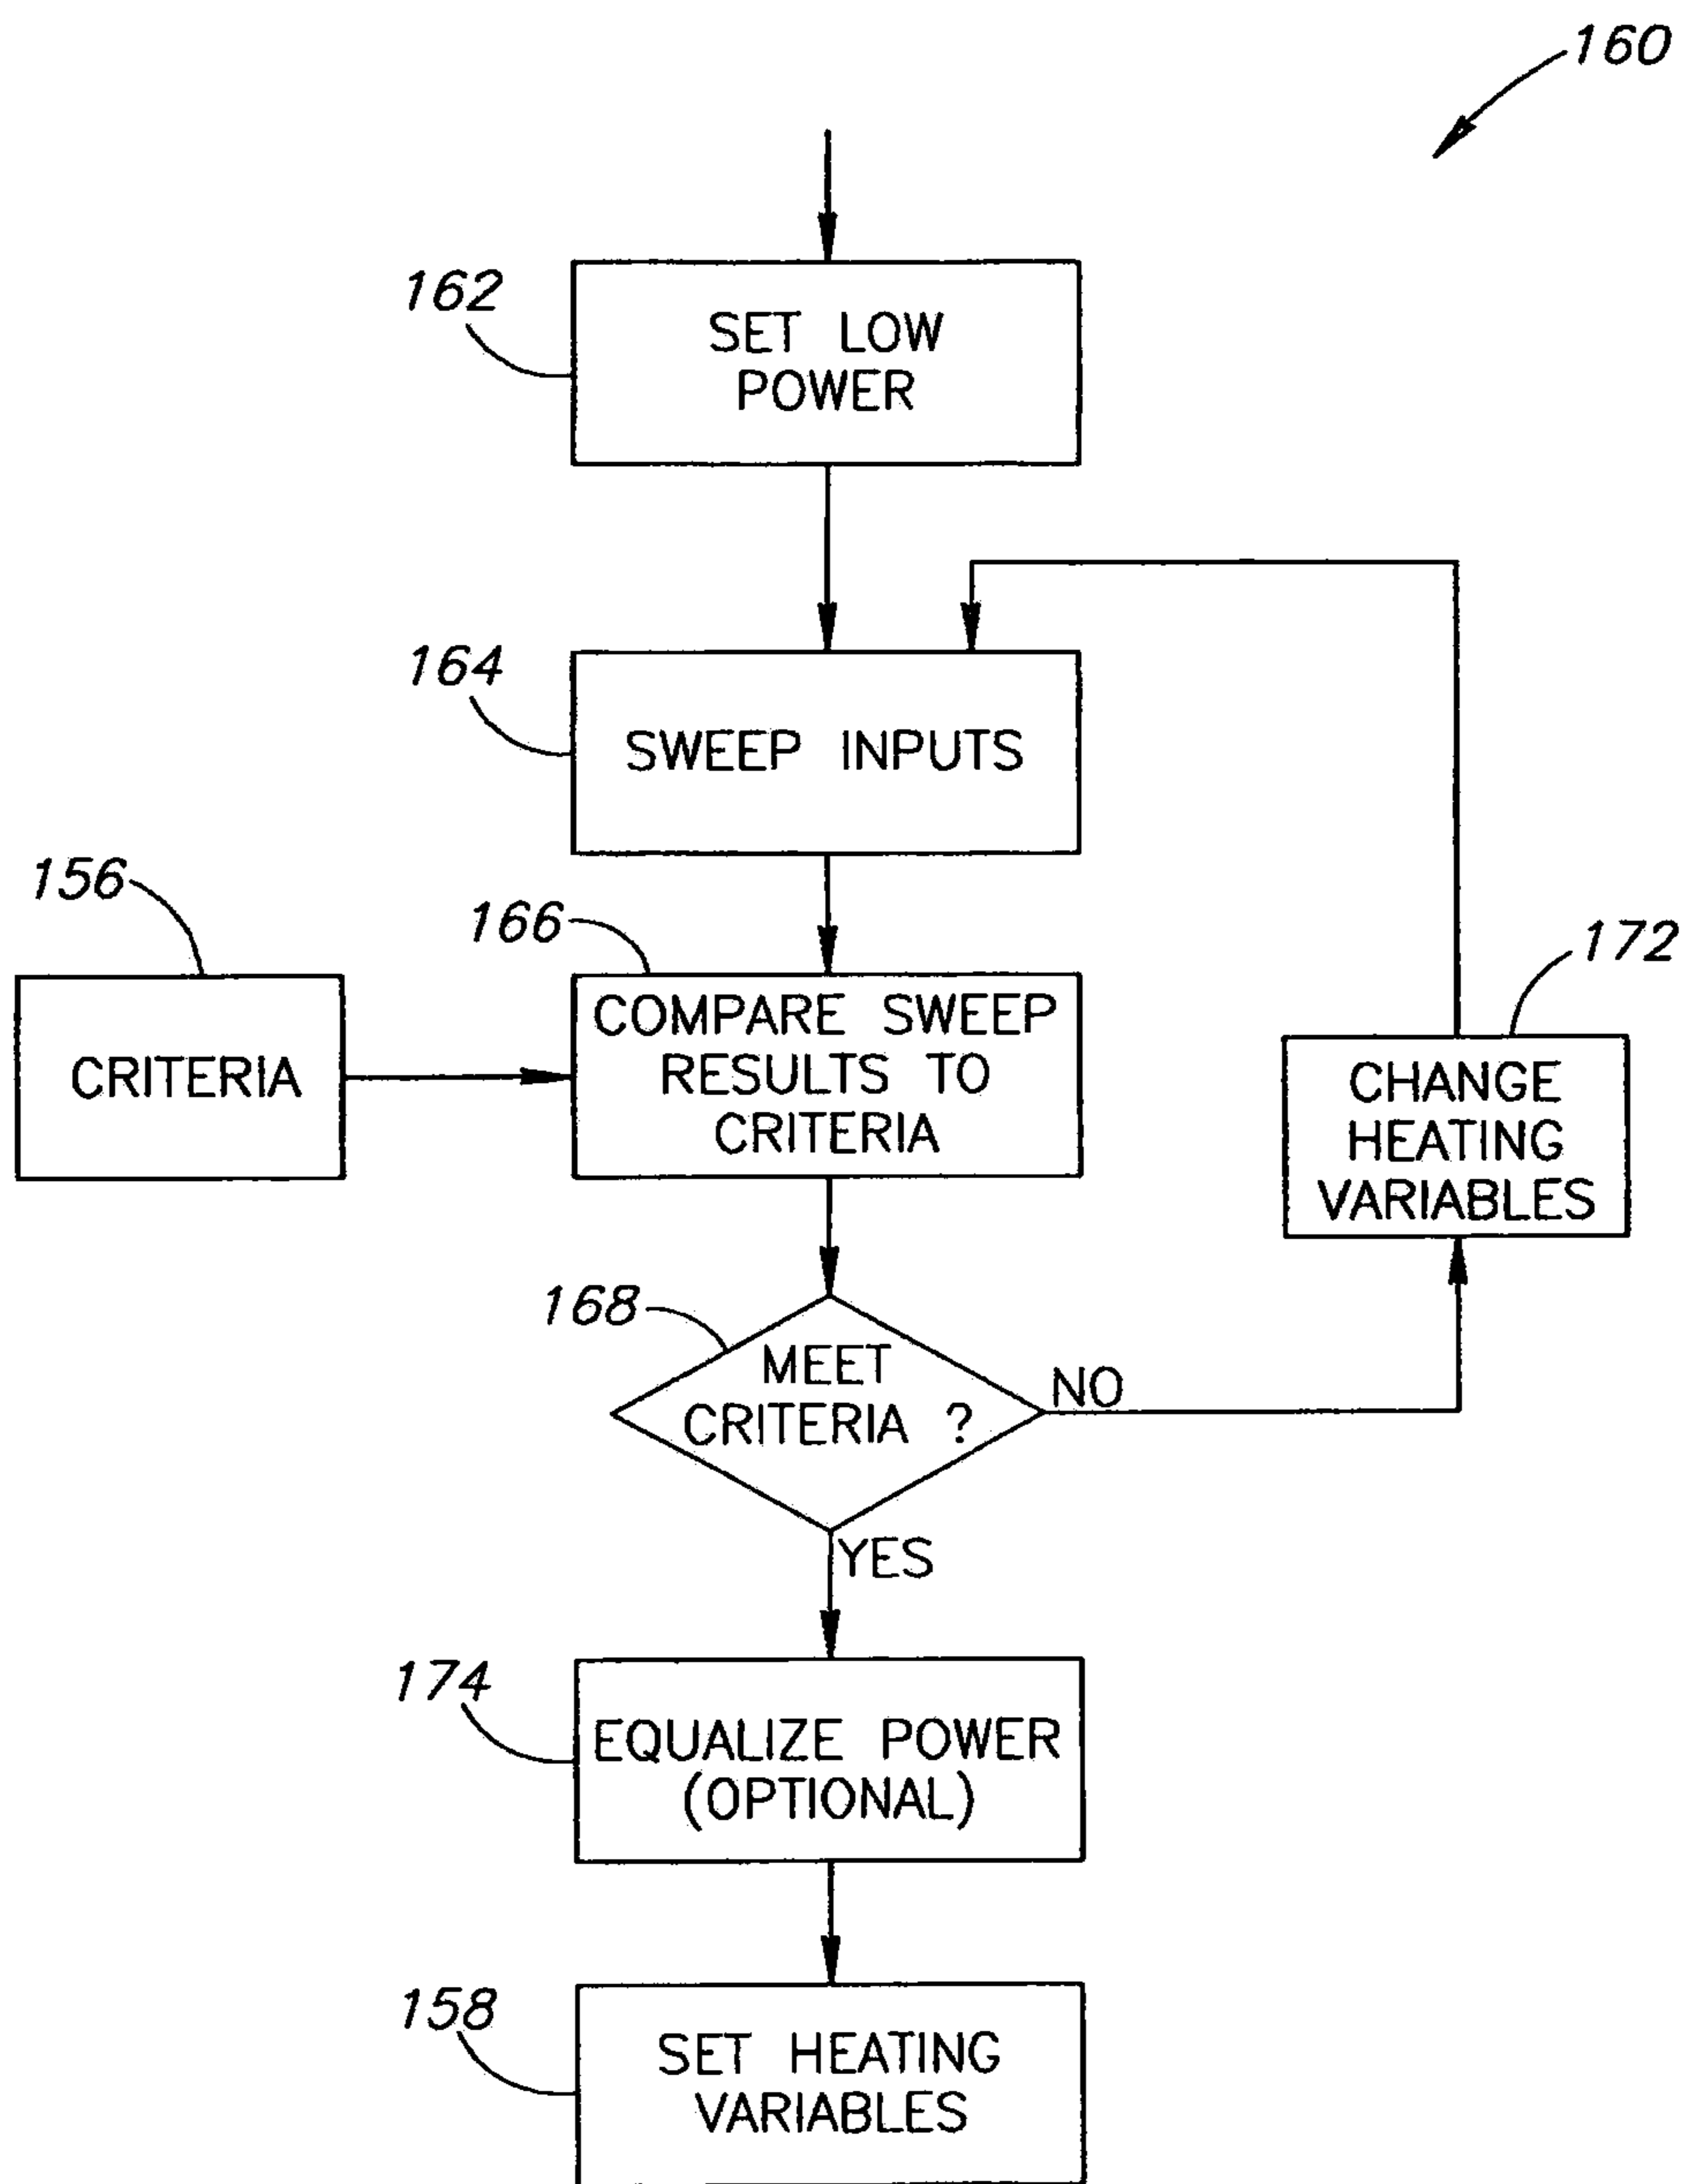 160
162
SET LOW
POWER
164
SWEEP INPUTS
156
CRITERIA
166
COMPARE SWEEP
RESULTS TO
CRITERIA
172
CHANGE
HEATING
VARIABLES
168
MEET
CRITERIA ?
NO
YES
174
EQUALIZE POWER
(OPTIONAL)
158
SET HEATING
VARIABLES